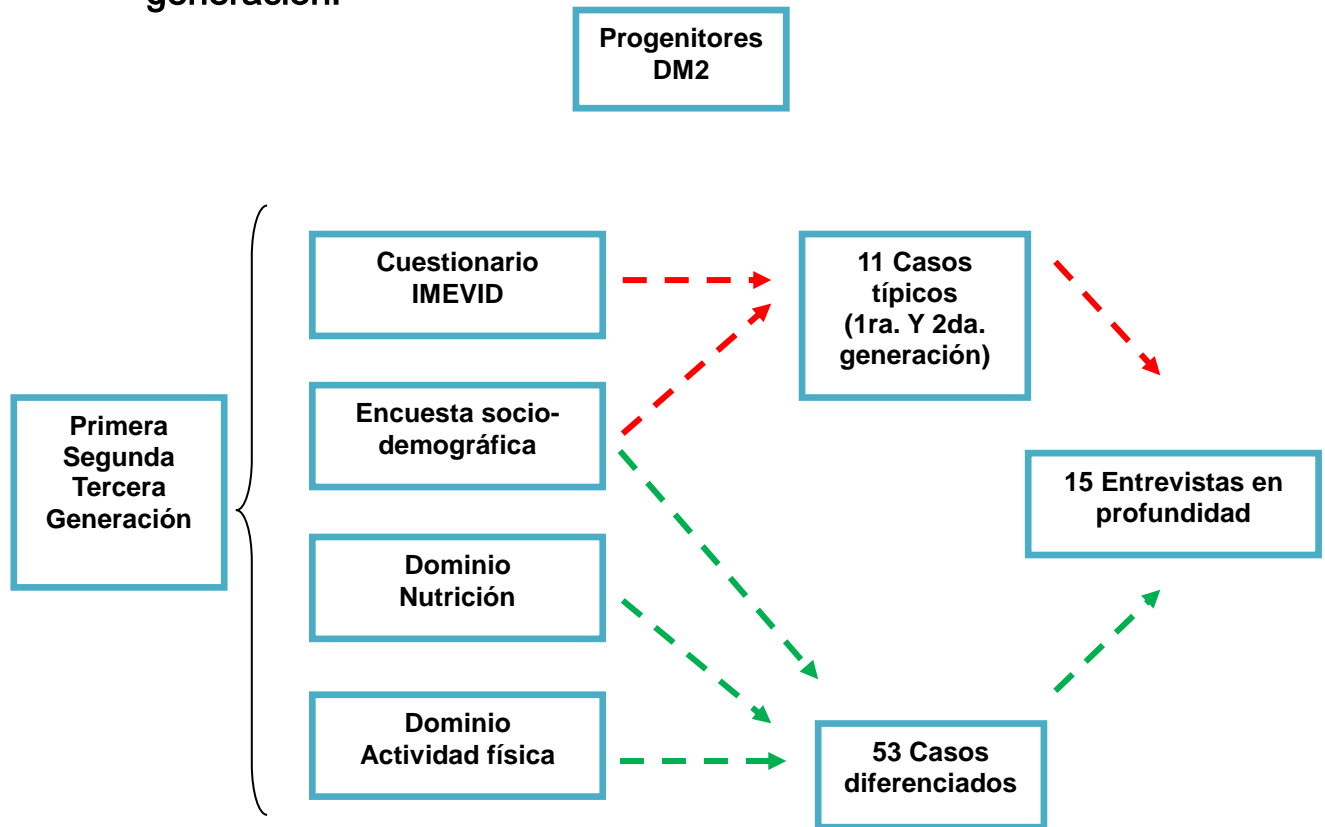 generación.
Progenitores
DM2
Cuestionario
IMEVID
11 Casos
típicos
(1ra. Y 2da.
generación)
Primera
Segunda
Tercera
Generación
Encuesta socio-
demográfica
15 Entrevistas en
profundidad
Dominio
Nutrición
Dominio
Actividad física
53 Casos
diferenciados